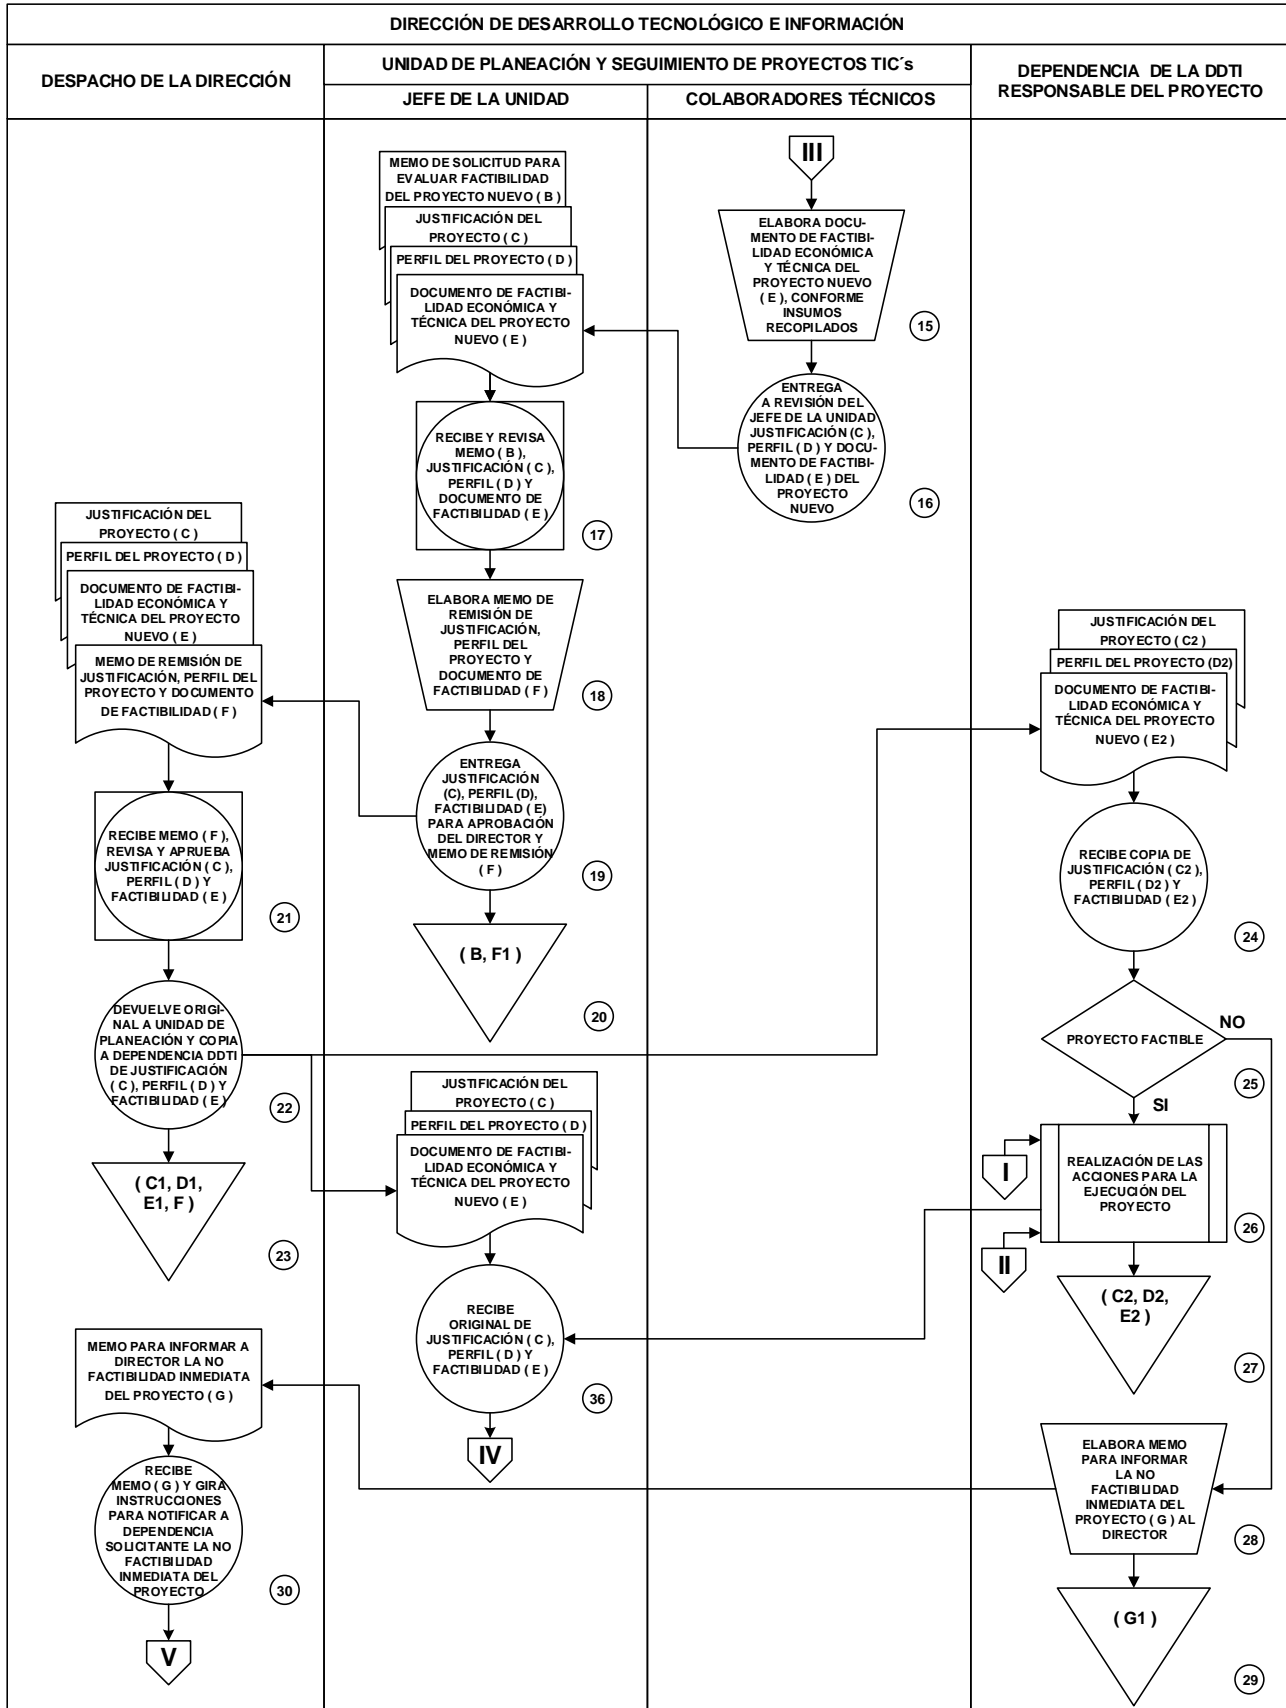 DIRECCIÓN DE DESARROLLO TECNOLÓGICO E INFORMACIÓN
DESPACHO DE LA DIRECCIÓN
UNIDAD DE PLANEACIÓN Y SEGUIMIENTO DE PROYECTOS TIC´s
JEFE DE LA UNIDAD
COLABORADORES TÉCNICOS
DEPENDENCIA DE LA DDTI
RESPONSABLE DEL PROYECTO
III
ELABORA DOCU-
MENTO DE FACTIBI-
LIDAD ECONÓMICA
Y TÉCNICA DEL
PROYECTO NUEVO
( E ), CONFORME
INSUMOS
RECOPILADOS
15
ENTREGA
A REVISIÓN DEL
JEFE DE LA UNIDAD
JUSTIFICACIÓN (C ),
PERFIL ( D ) Y DOCU-
MENTO DE FACTIBI-
LIDAD ( E ) DEL
PROYECTO
NUEVO
16
MEMO DE SOLICITUD PARA
EVALUAR FACTIBILIDAD
DEL PROYECTO NUEVO ( B )
JUSTIFICACIÓN DEL
PROYECTO ( C )
PERFIL DEL PROYECTO ( D )
DOCUMENTO DE FACTIBI-
LIDAD ECONÓMICA Y
TÉCNICA DEL PROYECTO
NUEVO ( E )
RECIBE Y REVISA
MEMO ( B ),
JUSTIFICACIÓN ( C ),
PERFIL ( D ) Y
DOCUMENTO DE
FACTIBILIDAD ( E )
17
ELABORA MEMO DE
REMISIÓN DE
JUSTIFICACIÓN,
PERFIL DEL
PROYECTO Y
DOCUMENTO DE
FACTIBILIDAD ( F )
18
ENTREGA
JUSTIFICACIÓN
(C), PERFIL (D),
FACTIBILIDAD ( E)
PARA APROBACIÓN
DEL DIRECTOR Y
MEMO DE REMISIÓN
( F )
19
( B, F1 )
20
JUSTIFICACIÓN DEL
PROYECTO ( C )
PERFIL DEL PROYECTO ( D )
DOCUMENTO DE FACTIBI-
LIDAD ECONÓMICA Y
TÉCNICA DEL PROYECTO
NUEVO ( E )
MEMO DE REMISIÓN DE
JUSTIFICACIÓN, PERFIL DEL
PROYECTO Y DOCUMENTO
DE FACTIBILIDAD ( F )
RECIBE MEMO ( F ),
REVISA Y APRUEBA
JUSTIFICACIÓN ( C ),
PERFIL ( D ) Y
FACTIBILIDAD ( E )
21
DEVUELVE ORIGI-
NAL A UNIDAD DE
PLANEACIÓN Y COPIA
A DEPENDENCIA DDTI
DE JUSTIFICACIÓN
( C ), PERFIL ( D ) Y
FACTIBILIDAD ( E )
22
( C1, D1,
E1, F )
23
JUSTIFICACIÓN DEL
PROYECTO ( C2 )
PERFIL DEL PROYECTO (D2)
DOCUMENTO DE FACTIBI-
LIDAD ECONÓMICA Y
TÉCNICA DEL PROYECTO
NUEVO ( E2 )
RECIBE COPIA DE
JUSTIFICACIÓN ( C2 ),
PERFIL ( D2 ) Y
FACTIBILIDAD ( E2 )
24
PROYECTO FACTIBLE
NO
25
SI
I
REALIZACIÓN DE LAS
ACCIONES PARA LA
EJECUCIÓN DEL
PROYECTO
26
II
( C2, D2,
E2 )
27
JUSTIFICACIÓN DEL
PROYECTO ( C )
PERFIL DEL PROYECTO ( D )
DOCUMENTO DE FACTIBI-
LIDAD ECONÓMICA Y
TÉCNICA DEL PROYECTO
NUEVO ( E )
RECIBE
ORIGINAL DE
JUSTIFICACIÓN ( C ),
PERFIL ( D ) Y
FACTIBILIDAD ( E )
36
IV
ELABORA MEMO
PARA INFORMAR
LA NO
FACTIBILIDAD
INMEDIATA DEL
PROYECTO ( G ) AL
DIRECTOR
28
( G1 )
29
MEMO PARA INFORMAR A
DIRECTOR LA NO
FACTIBILIDAD INMEDIATA
DEL PROYECTO ( G )
RECIBE
MEMO ( G ) Y GIRA
INSTRUCCIONES
PARA NOTIFICAR A
DEPENDENCIA
SOLICITANTE LA NO
FACTIBILIDAD
INMEDIATA DEL
PROYECTO
30
V